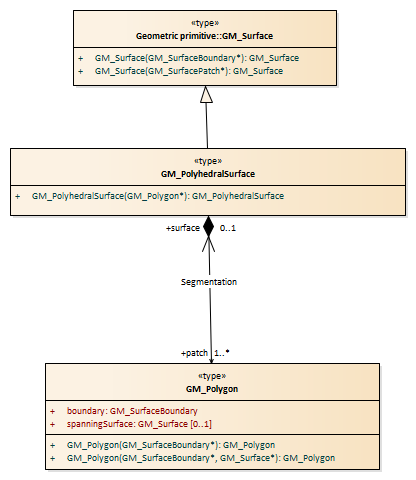 «type»
Geometric primitive::GM_Surface
+ GM_Surface(GM_SurfaceBoundary*): GM_Surface
+ GM_Surface(GM_SurfacePatch*): GM_Surface
«type»
GM_PolyhedralSurface
+ GM_PolyhedralSurface(GM_Polygon*): GM_PolyhedralSurface
+surface 0..1
Segmentation
+patch 1..*
«type»
GM_Polygon
+ boundary: GM_SurfaceBoundary
+ spanningSurface: GM_Surface [0..1]
+ GM_Polygon(GM_SurfaceBoundary*): GM_Polygon
+ GM_Polygon(GM_SurfaceBoundary*, GM_Surface*): GM_Polygon